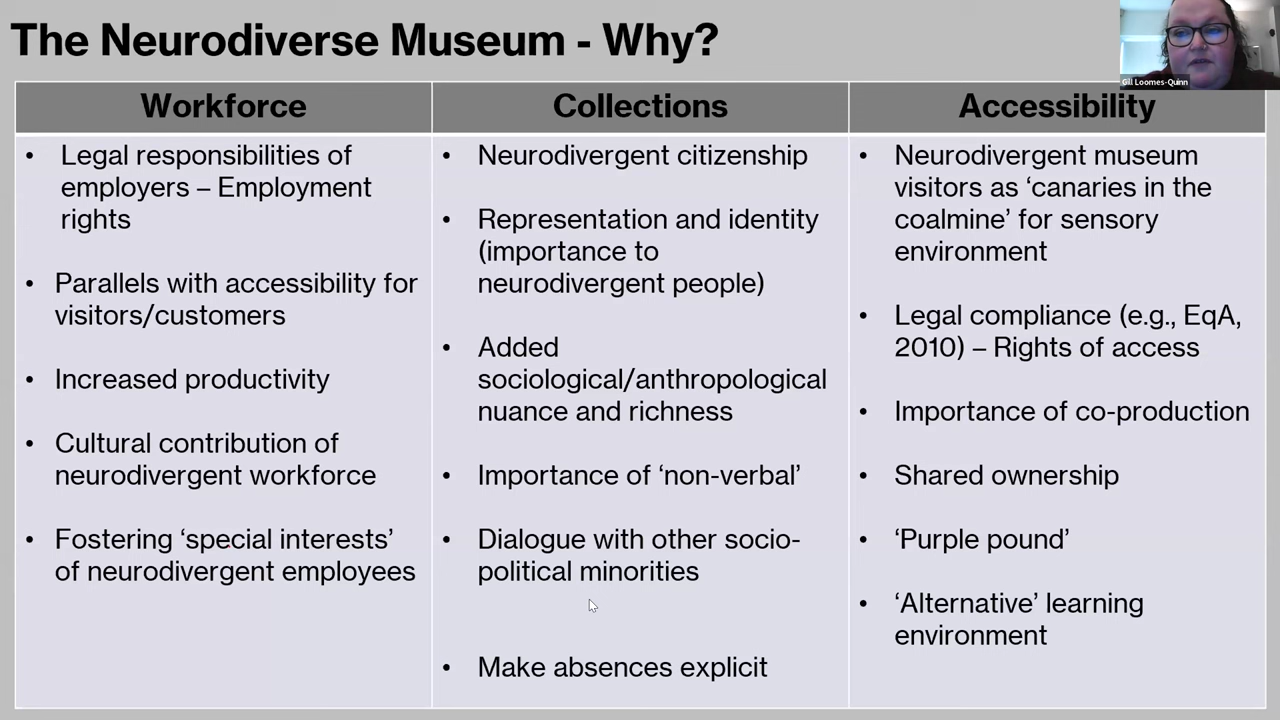 The Neurodiverse Museum - Why?
Gill Loomes-Quinn
Workforce
Legal responsibilities of
employers – Employment
rights
Parallels with accessibility for
visitors/customers
Increased productivity
Cultural contribution of
neurodivergent workforce
Fostering ‘special interests’
of neurodivergent employees
Collections
Neurodivergent citizenship
Representation and identity
(importance to
neurodivergent people)
Added
sociological/anthropological
nuance and richness
Importance of ‘non-verbal’
Dialogue with other socio-
political minorities
Make absences explicit
Accessibility
Neurodivergent museum
visitors as ‘canaries in the
coalmine’ for sensory
environment
Legal compliance (e.g., EqA,
2010) – Rights of access
Importance of co-production
Shared ownership
‘Purple pound’
‘Alternative’ learning
environment